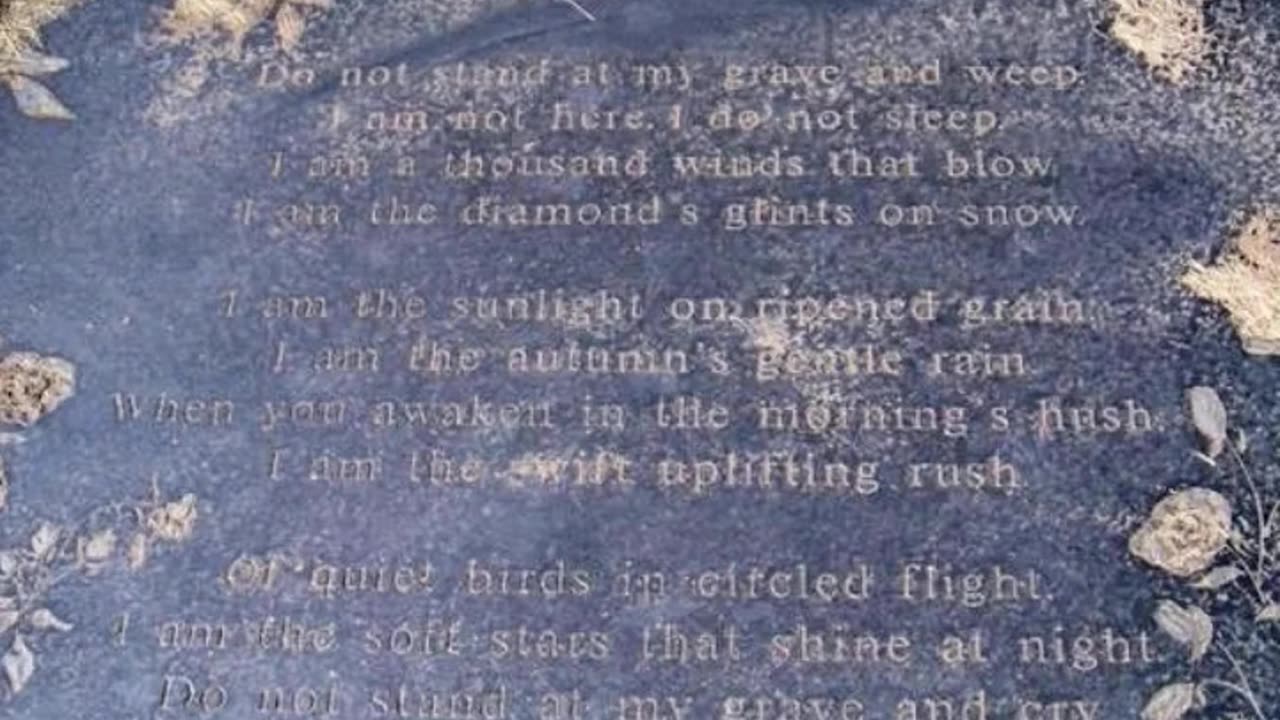 Do not stand at my grave and weep.
I am not here. I do not sleep.
I am a thousand winds that blow.
I am the diamond's glints on snow.
I am the sunlight on ripened grain.
I am the autumn's gentle rain.
When you awaken in the morning's hush.
I am the swift uplifting rush.
Of quiet birds in circled flight.
I am the soft stars that shine at night.
Do not stand at my grave and cry